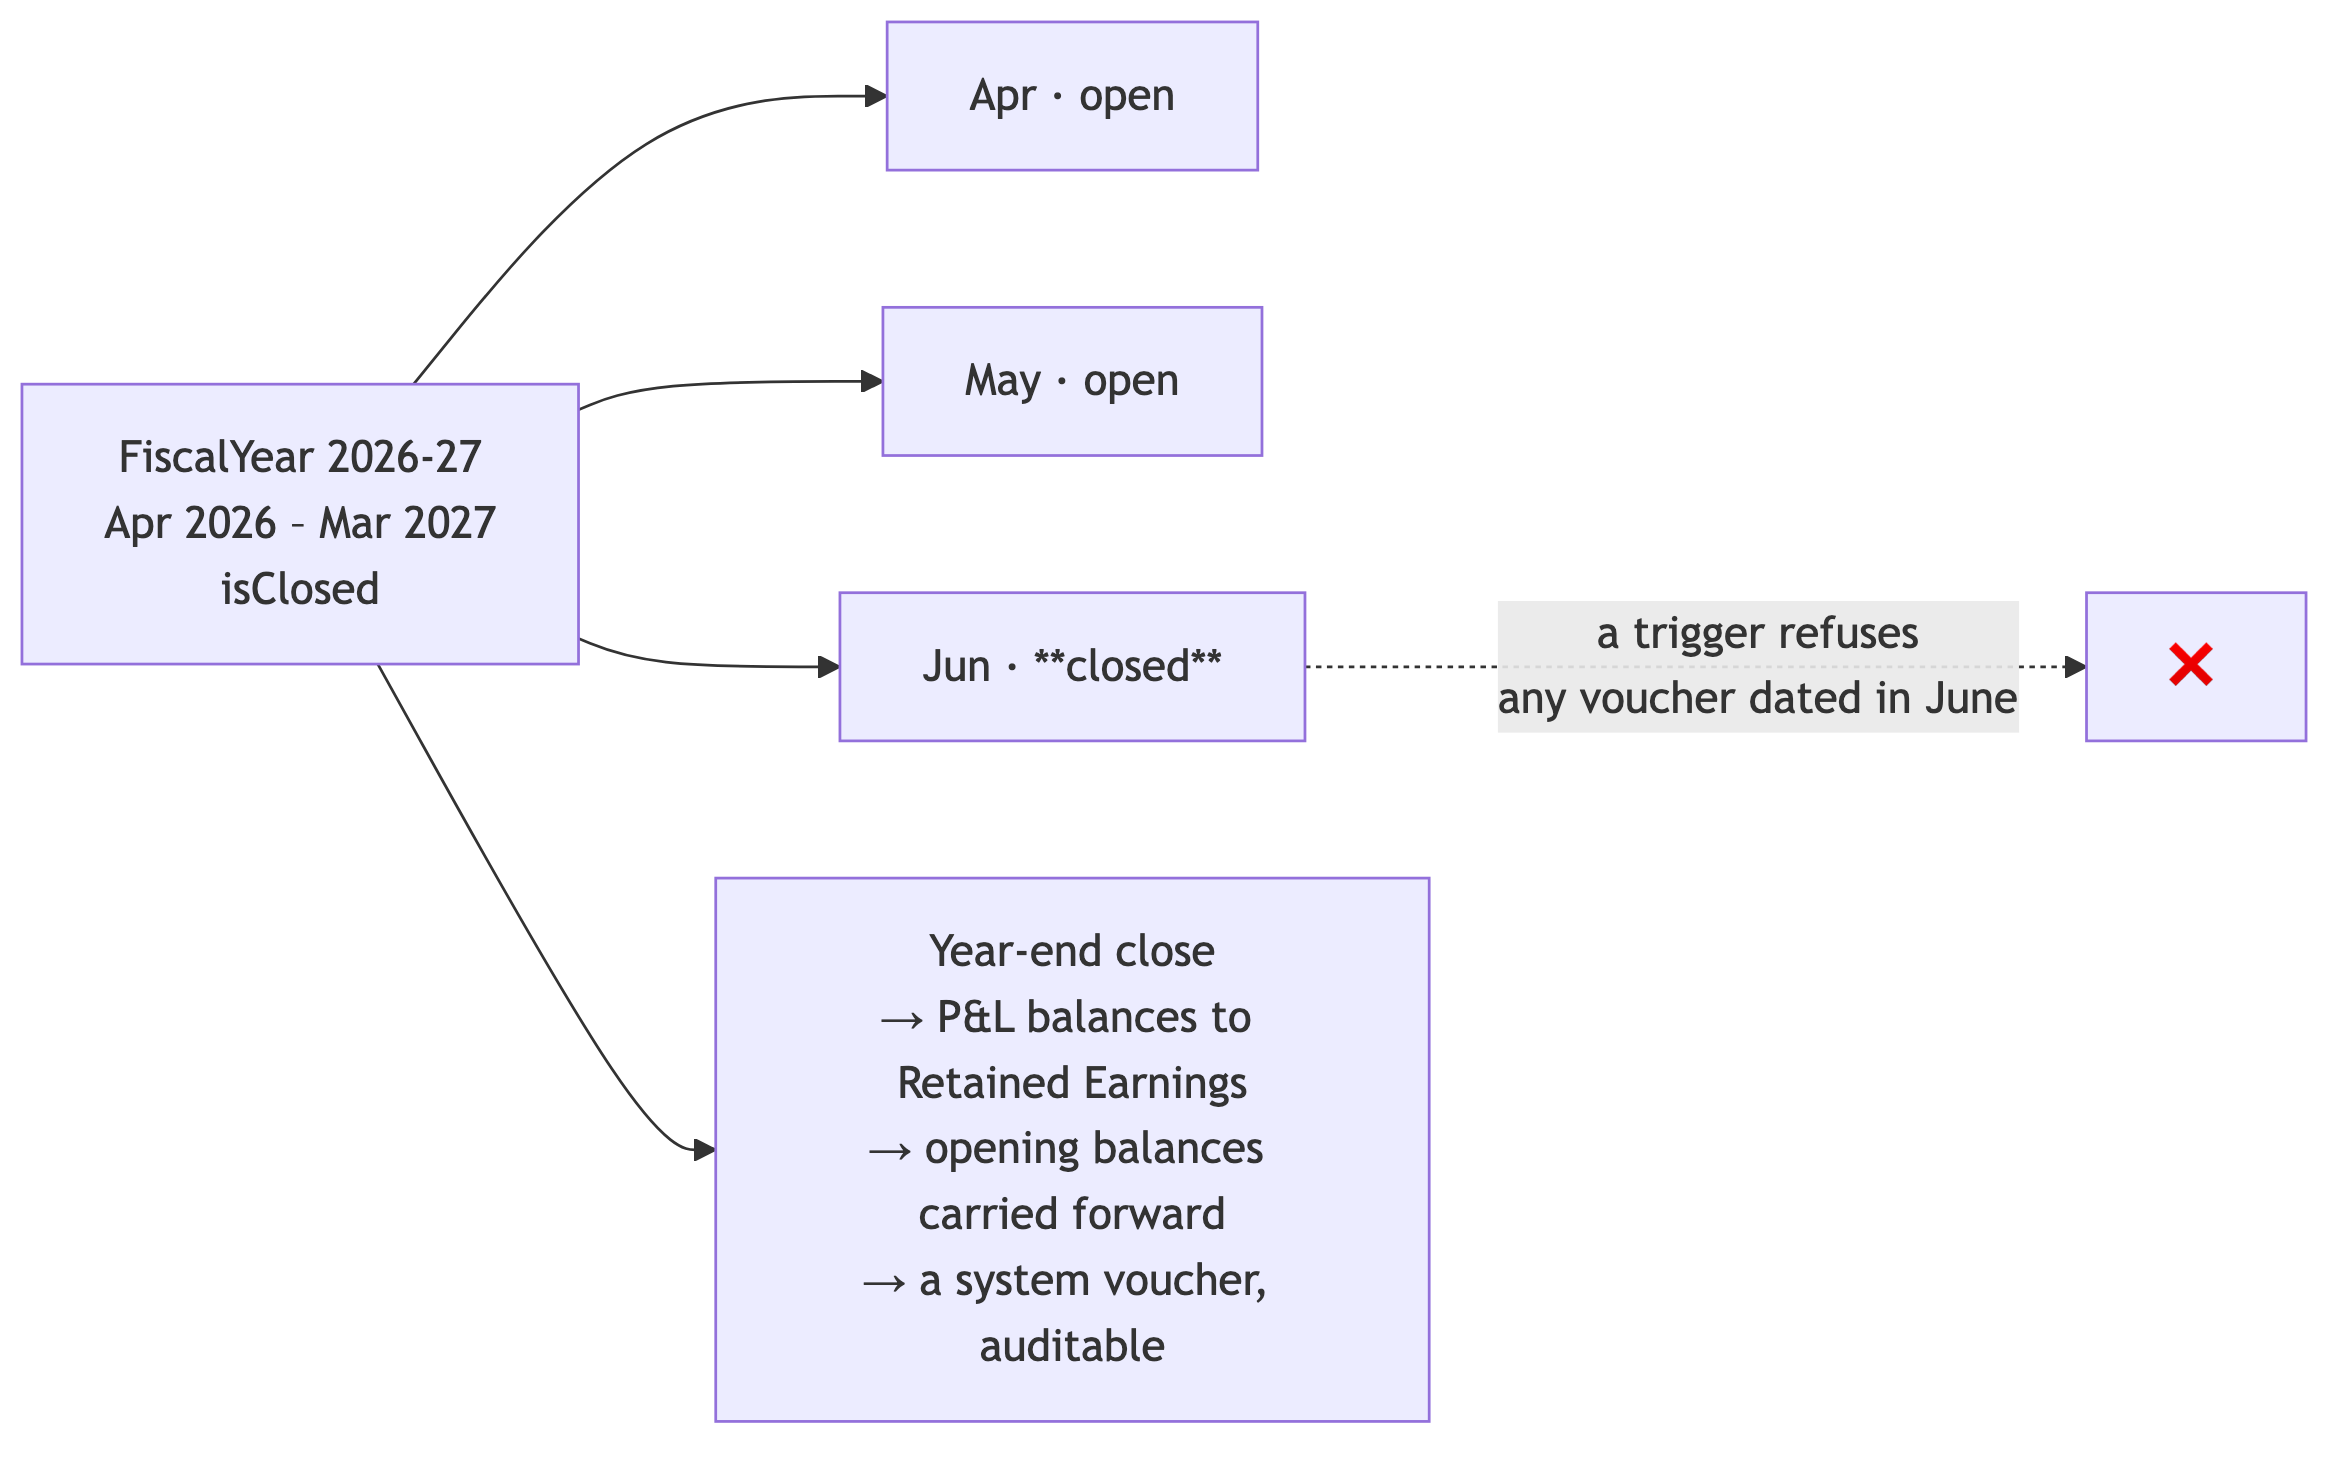 Apr · open
May · open
FiscalYear 2026-27
Apr 2026 – Mar 2027
isClosed
Jun · **closed**
a trigger refuses
any voucher dated in June
❌
Year-end close
→ P&L balances to
Retained Earnings
→ opening balances
carried forward
→ a system voucher,
auditable